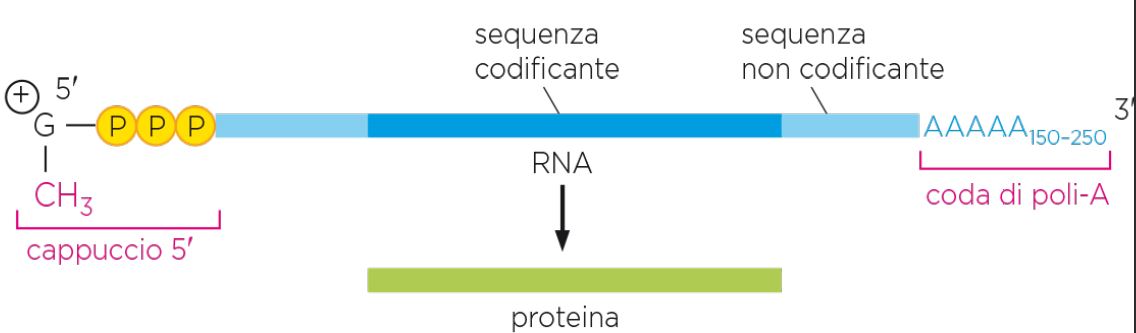 sequenza
codificante
sequenza
non codificante
+
5′
G
P P P
AAAAA150-250
3′
CH3
RNA
coda di poli-A
cappuccio 5′
proteina